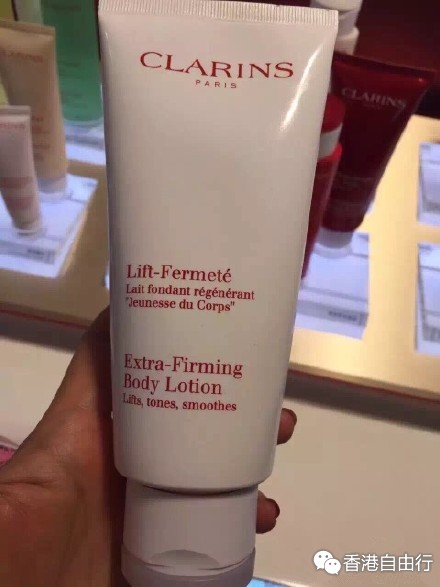 CLARINS
PARIS
CLARINS
Lift-Fermeté
Lait fondant régénérant
"Jeunesse du Corps"
Extra-Firming
Body Lotion
Lifts, tones, smoothes
香港自由行